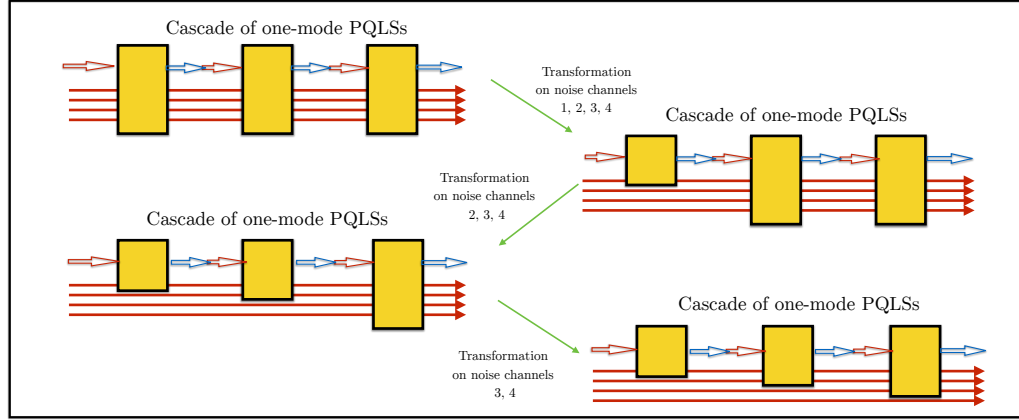 Cascade of one-mode PQLSs
Transformation
on noise channels
1, 2, 3, 4
Cascade of one-mode PQLSs
Transformation
on noise channels
2, 3, 4
Cascade of one-mode PQLSs
Cascade of one-mode PQLSs
Transformation
on noise channels
3, 4